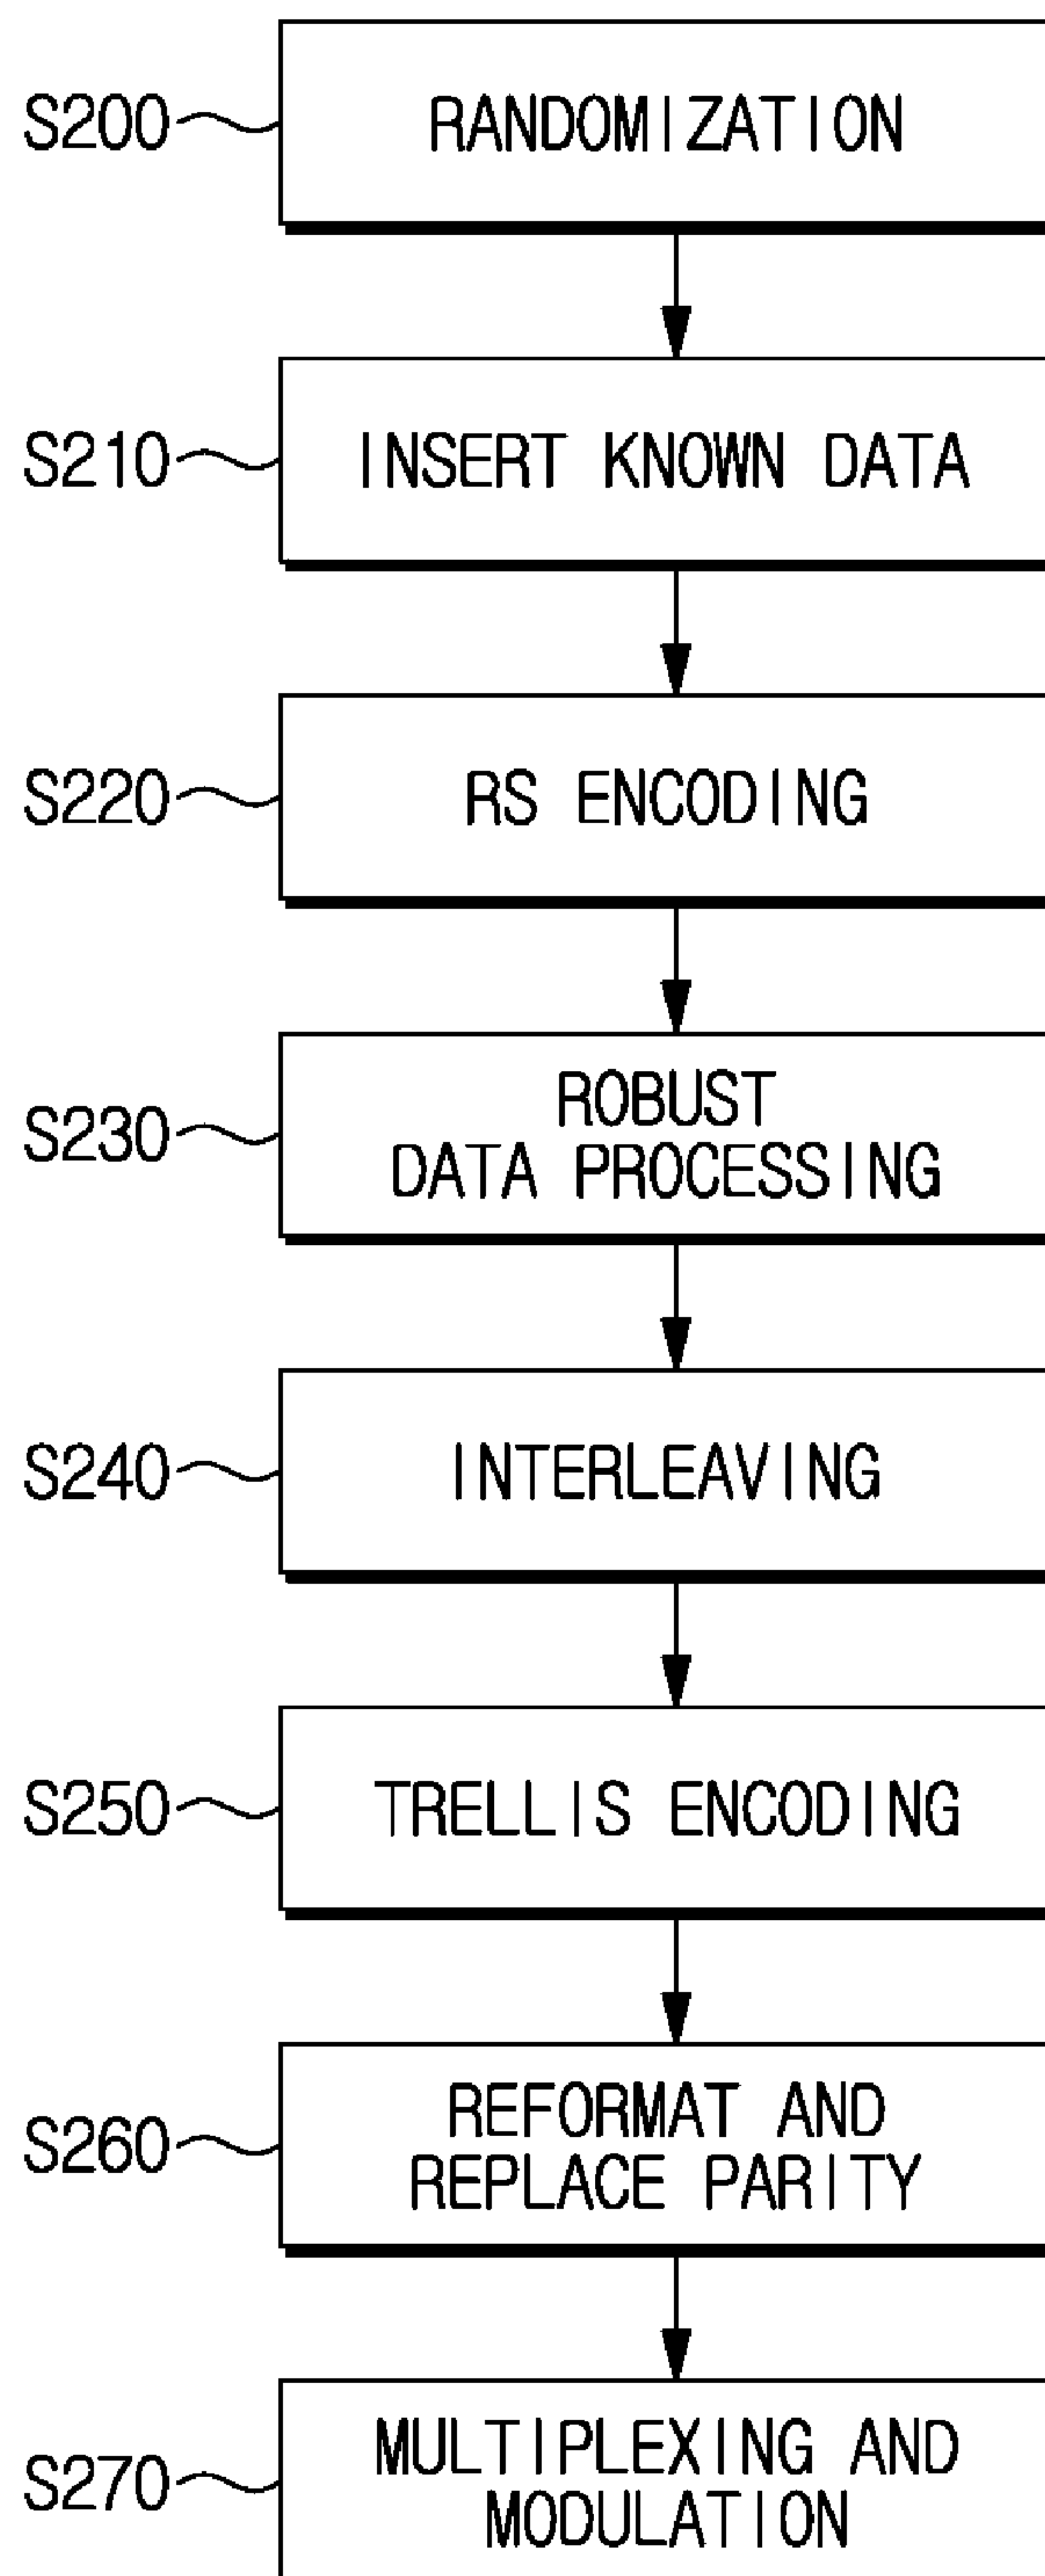 S200
RANDOMIZATION
S210
INSERT KNOWN DATA
S220
RS ENCODING
S230
ROBUST
DATA PROCESSING
S240
INTERLEAVING
S250
TRELLIS ENCODING
S260
REFORMAT AND
REPLACE PARITY
S270
MULTIPLEXING AND
MODULATION